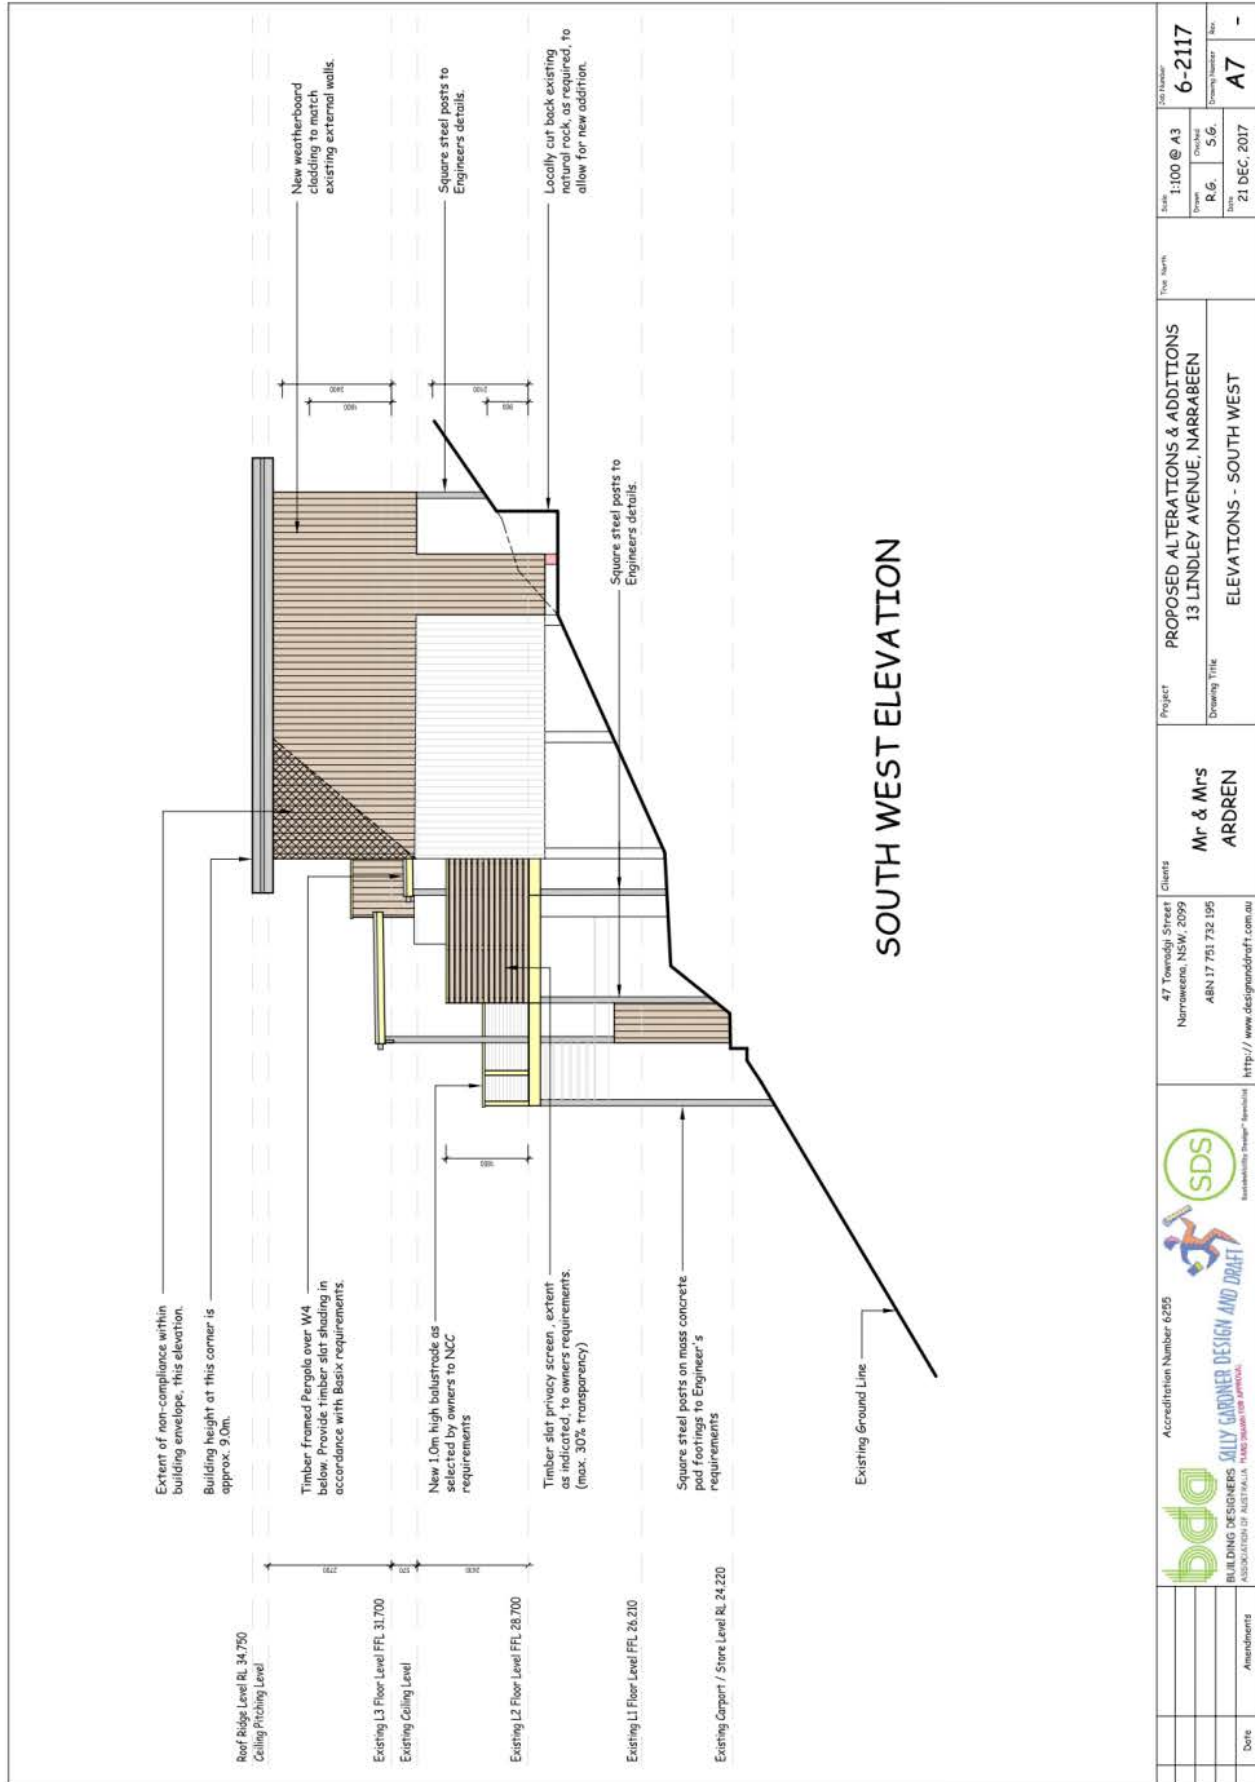 Roof Ridge Level RL 34.750
Ceiling Pitching Level
Existing L3 Floor Level FFL 31.700
Existing Ceiling Level
Existing L2 Floor Level FFL 28.700
Existing L1 Floor Level FFL 26.210
Existing Carport / Store Level RL 24.220
Extent of non-compliance within
building envelope, this elevation.
Building height at this corner is
approx. 9.0m.
Timber framed Pergola over W4
below. Provide timber slat shading in
accordance with Basix requirements.
New 1.0m high balustrade as
selected by owners to NCC
requirements
Timber slat privacy screen , extent
as indicated, to owners requirements.
(max. 30% transparency)
Square steel posts on mass concrete
pad footings to Engineer's
requirements
Existing Ground Line
New weatherboard
cladding to match
existing external walls.
Square steel posts to
Engineers details.
Locally cut back existing
natural rock, as required, to
allow for new addition.
Square steel posts to
Engineers details.
2400
1800
2100
SOUTH WEST ELEVATION
Date
Amendments
bda
BUILDING DESIGNERS
ASSOCIATION OF AUSTRALIA
Accreditation Number 6255
SALLY GARDNER DESIGN AND DRAFT
PLANS DRAWN FOR APPROVAL
SDS
Sustainability Design™ Specialist
47 Towradgi Street
Narraweena, NSW, 2099
ABN 17 751 732 195
http:// www.designanddraft.com.au
Clients
Mr & Mrs
ARDREN
Project
PROPOSED ALTERATIONS & ADDITIONS
13 LINDLEY AVENUE, NARRABEEN
Drawing Title
ELEVATIONS - SOUTH WEST
True North
Scale
1:100 @ A3
Drawn
R.G.
Checked
S.G.
Date
21 DEC, 2017
Job Number
6-2117
Drawing Number
A7
Rev.
-